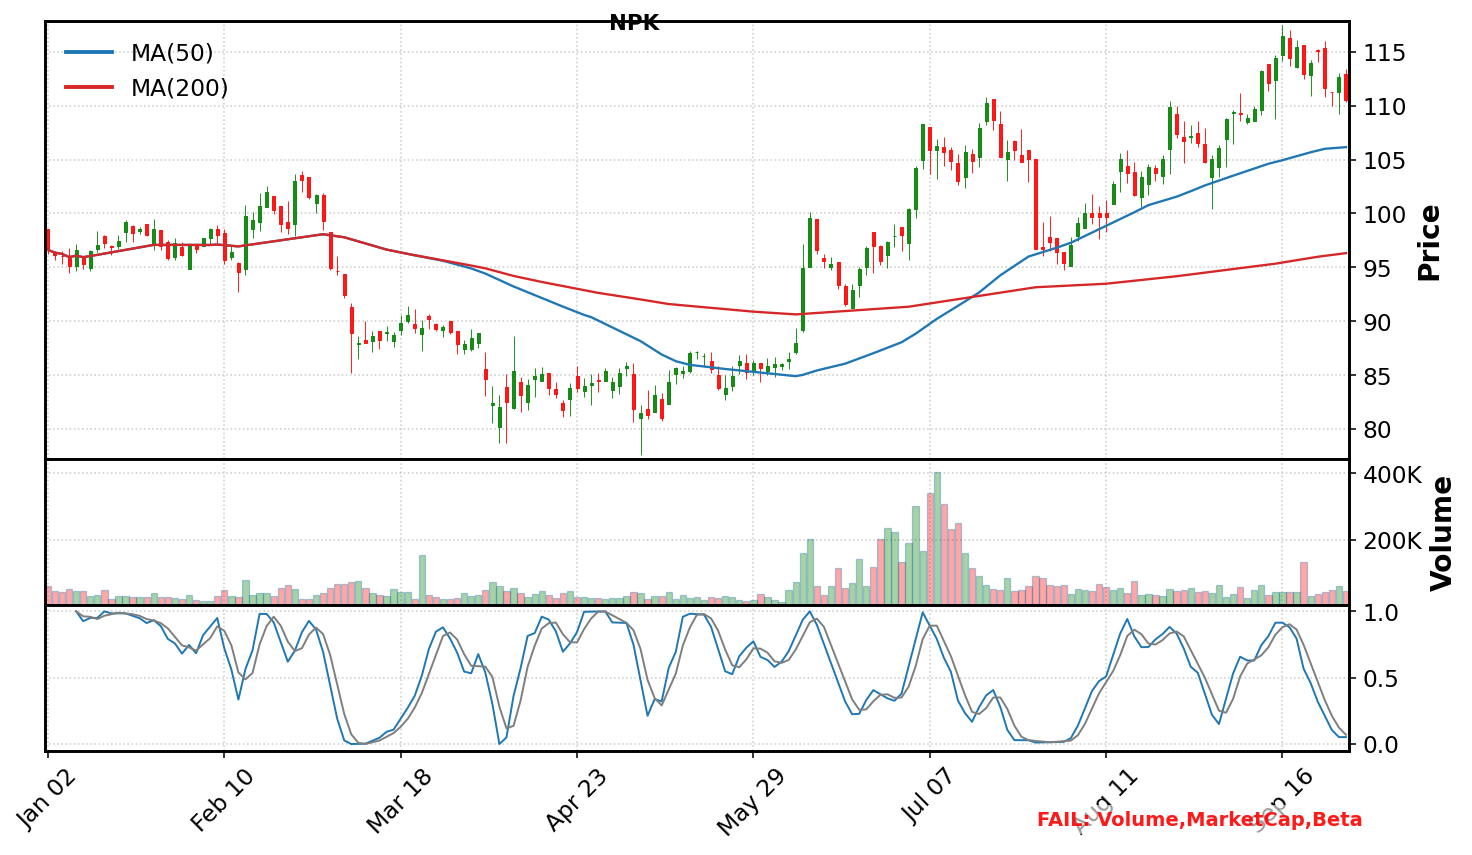 NPK
MA(50)
MA(200)
115
110
105
100
95
90
85
80
Price
400K
200K
Volume
1.0
0.5
0.0
Jan 02
Feb 10
Mar 18
Apr 23
May 29
Jul 07
Aug 11
Sep 16
FAIL: Volume,MarketCap,Beta